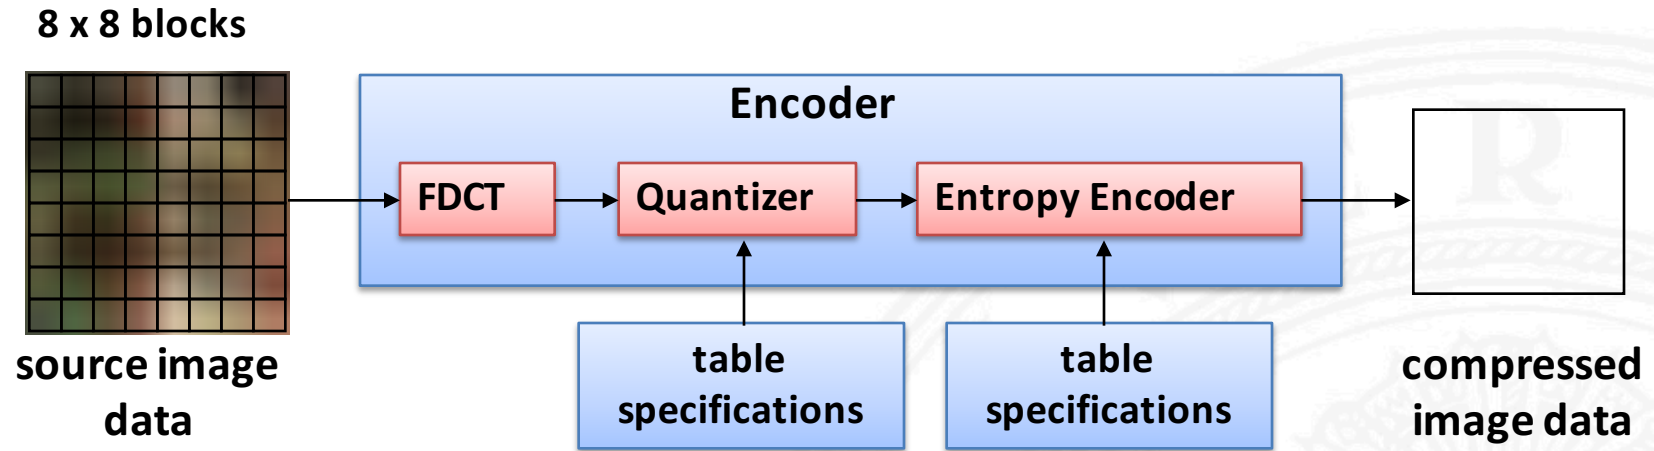 8 x 8 blocks
Encoder
FDCT
Quantizer
Entropy Encoder
source image
data
table
specifications
table
specifications
compressed
image data
R